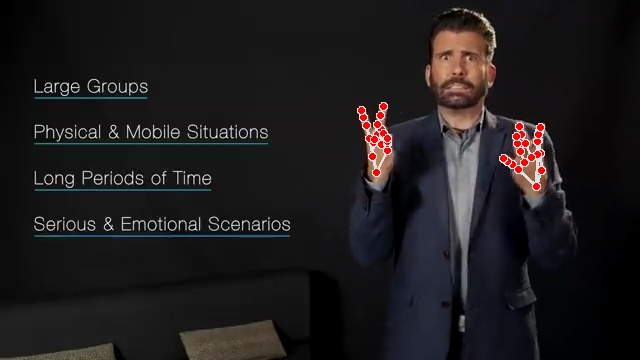 Large Groups
Physical & Mobile Situations
Long Periods of Time
Serious & Emotional Scenarios